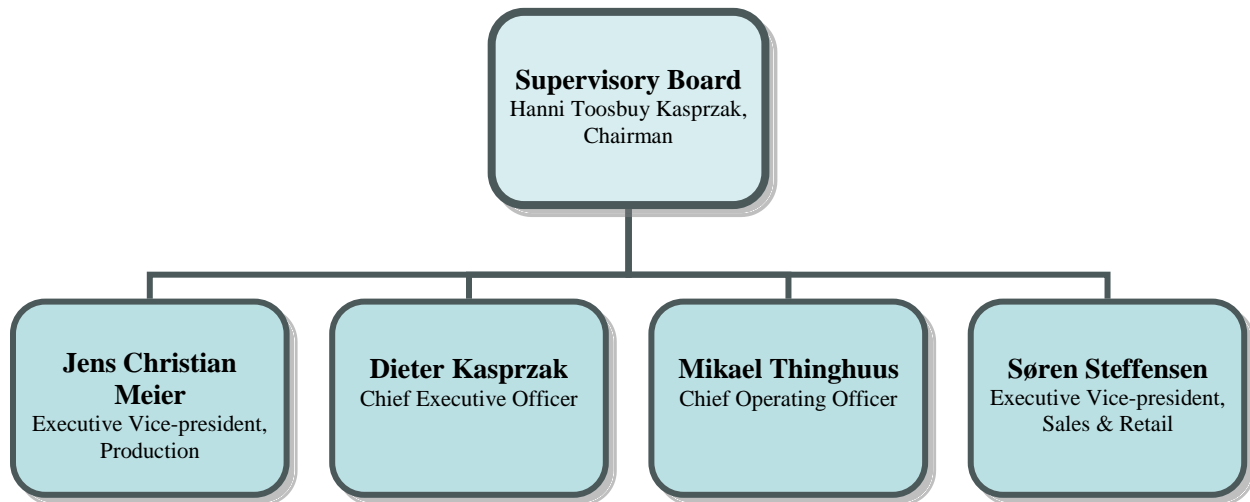 Supervisory Board
Hanni Toosbuy Kasprzak,
Chairman
Jens Christian
Meier
Executive Vice-president,
Production
Dieter Kasprzak
Chief Executive Officer
Mikael Thinghuus
Chief Operating Officer
Søren Steffensen
Executive Vice-president,
Sales & Retail